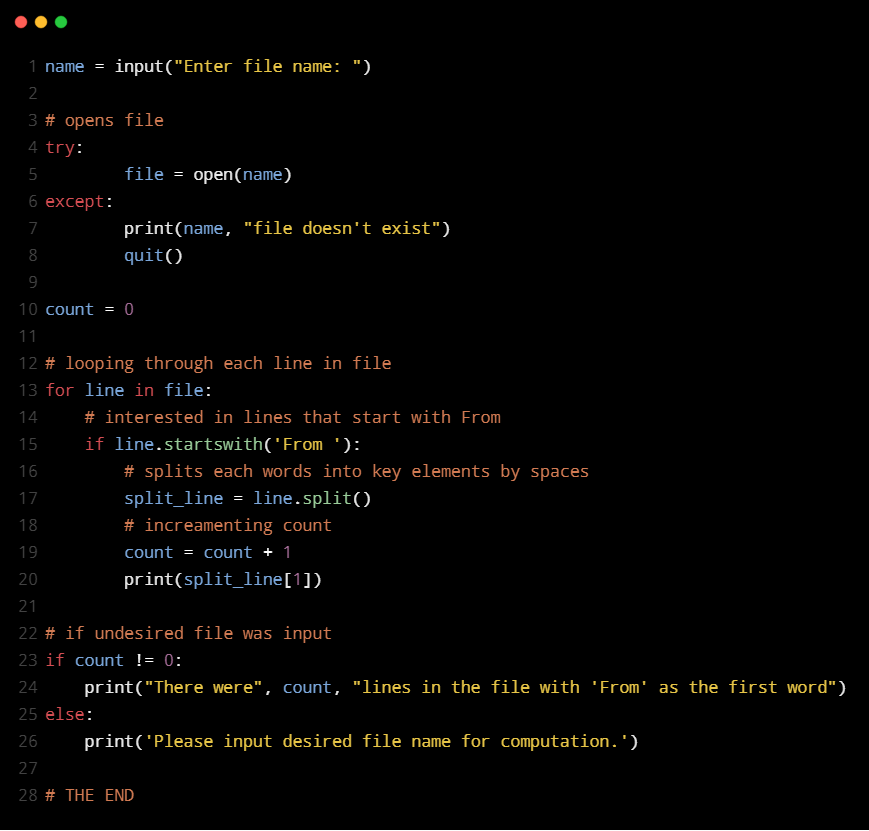 1 name = input("Enter file name: ")
2
3 # opens file
4 try:
5         file = open(name)
6 except:
7         print(name, "file doesn't exist")
8         quit()
9
10 count = 0
11
12 # looping through each line in file
13 for line in file:
14     # interested in lines that start with From
15     if line.startswith('From '):
16         # splits each words into key elements by spaces
17         split_line = line.split()
18         # increamenting count
19         count = count + 1
20         print(split_line[1])
21
22 # if undesired file was input
23 if count != 0:
24     print("There were", count, "lines in the file with 'From' as the first word")
25 else:
26     print('Please input desired file name for computation.')
27
28 # THE END